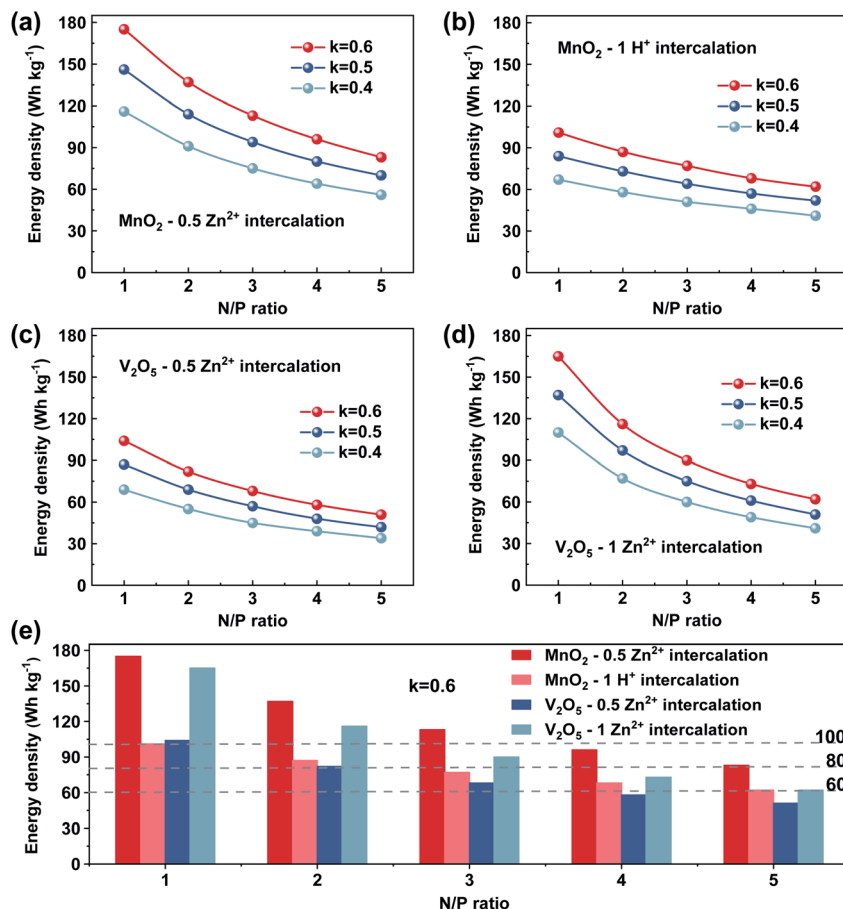 (a)
180
150
120
90
60
30
0
Energy density (Wh kg⁻¹)
k=0.6
k=0.5
k=0.4
MnO₂ - 0.5 Zn²⁺ intercalation
1 2 3 4 5
N/P ratio
(b)
180
150
120
90
60
30
0
Energy density (Wh kg⁻¹)
MnO₂ - 1 H⁺ intercalation
k=0.6
k=0.5
k=0.4
1 2 3 4 5
N/P ratio
(c)
180
150
120
90
60
30
0
Energy density (Wh kg⁻¹)
V₂O₅ - 0.5 Zn²⁺ intercalation
k=0.6
k=0.5
k=0.4
1 2 3 4 5
N/P ratio
(d)
180
150
120
90
60
30
0
Energy density (Wh kg⁻¹)
k=0.6
k=0.5
k=0.4
V₂O₅ - 1 Zn²⁺ intercalation
1 2 3 4 5
N/P ratio
(e)
180
150
120
90
60
30
0
Energy density (Wh kg⁻¹)
k=0.6
MnO₂ - 0.5 Zn²⁺ intercalation
MnO₂ - 1 H⁺ intercalation
V₂O₅ - 0.5 Zn²⁺ intercalation
V₂O₅ - 1 Zn²⁺ intercalation
100
80
60
1 2 3 4 5
N/P ratio